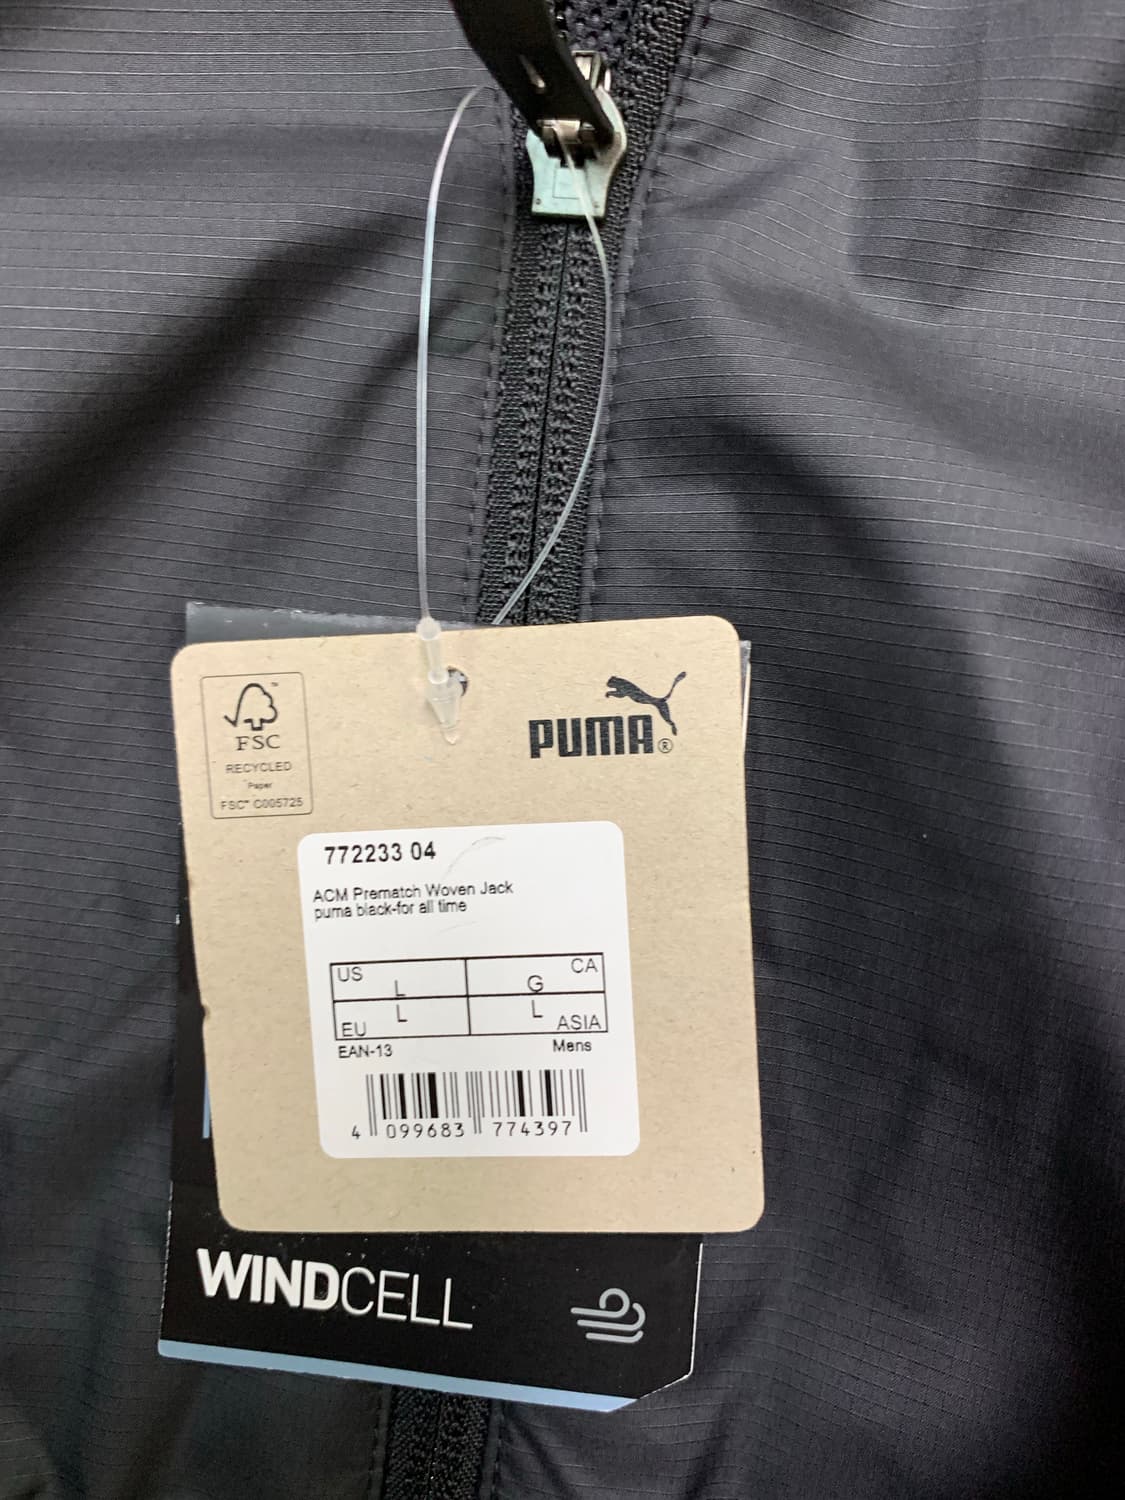 FSC™
RECYCLED
Paper
FSC® C005725
PUMA®
772233 04
ACM Prematch Woven Jack
puma black-for all time
US L
G CA
EU L
L ASIA
EAN-13 Mens
4 099683 774397
WINDCELL